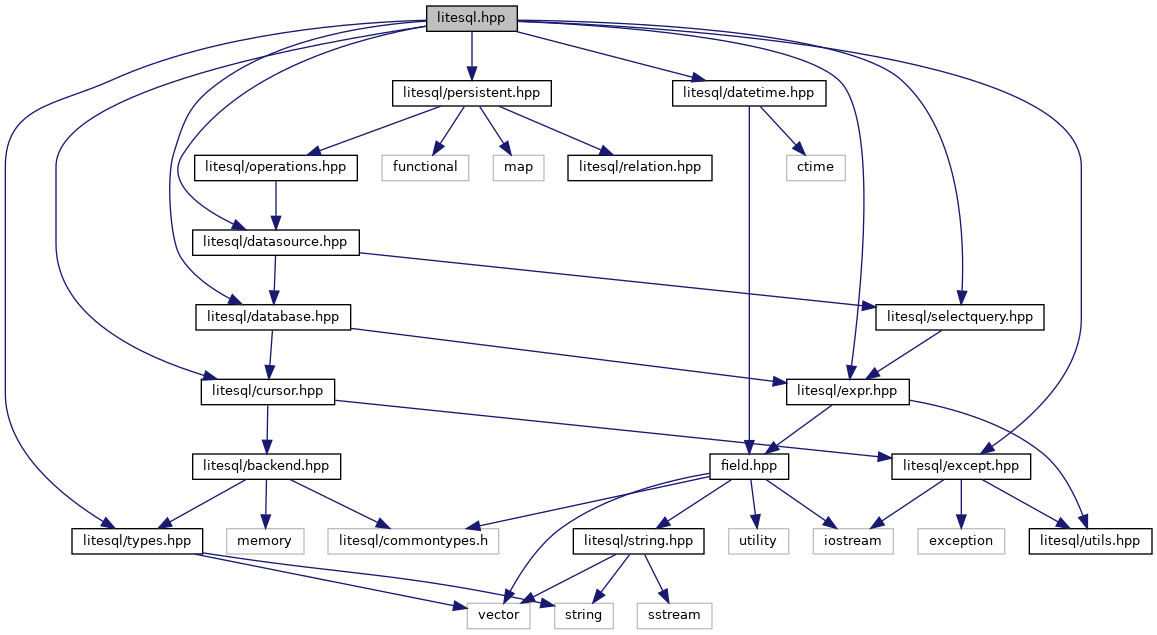 litesql.hpp
litesql/persistent.hpp
litesql/datetime.hpp
litesql/operations.hpp
functional
map
litesql/relation.hpp
ctime
litesql/datasource.hpp
litesql/database.hpp
litesql/selectquery.hpp
litesql/cursor.hpp
litesql/expr.hpp
litesql/backend.hpp
field.hpp
litesql/except.hpp
litesql/types.hpp
memory
litesql/commontypes.h
litesql/string.hpp
utility
iostream
exception
litesql/utils.hpp
vector
string
sstream